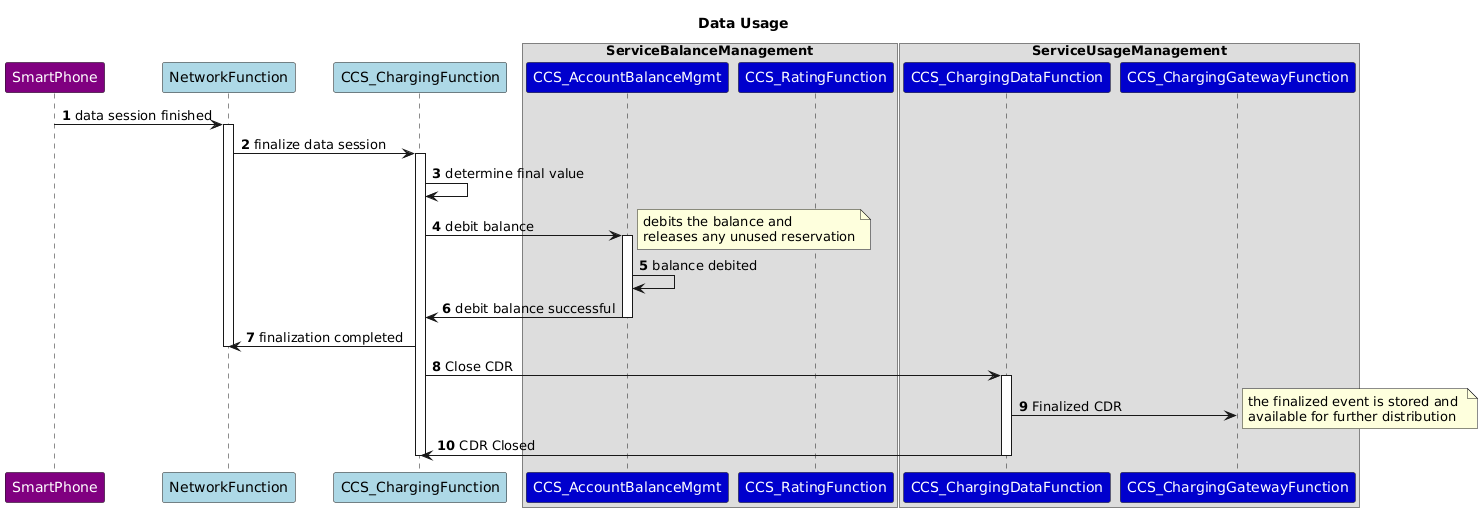 Data Usage
ServiceBalanceManagement
ServiceUsageManagement
SmartPhone
NetworkFunction
CCS_ChargingFunction
CCS_AccountBalanceMgmt
CCS_RatingFunction
CCS_ChargingDataFunction
CCS_ChargingGatewayFunction
1 data session finished
2 finalize data session
3 determine final value
debits the balance and
releases any unused reservation
4 debit balance
5 balance debited
6 debit balance successful
7 finalization completed
8 Close CDR
the finalized event is stored and
available for further distribution
9 Finalized CDR
10 CDR Closed
SmartPhone
NetworkFunction
CCS_ChargingFunction
CCS_AccountBalanceMgmt
CCS_RatingFunction
CCS_ChargingDataFunction
CCS_ChargingGatewayFunction